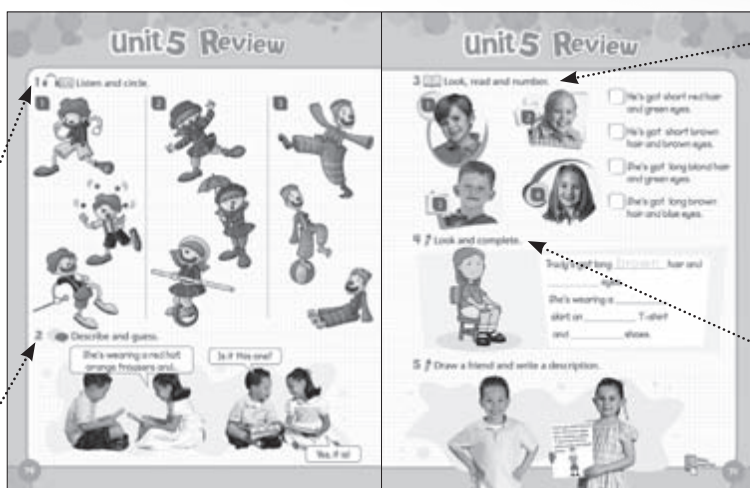 Unit 5 Review
1 Listen and circle.
1
2
3
2 Describe and guess.
She's wearing a red hat,
orange trousers and...
Is it this one?
Yes, it is!
70
Unit 5 Review
3 Look, read and number.
1
2
3
4
He's got short red hair
and green eyes.
He's got short brown
hair and brown eyes.
She's got long blond hair
and green eyes.
She's got long brown
hair and blue eyes.
4 Look and complete.
got long brown hair and
eyes.
She's wearing a
skirt an T-shirt
and shoes.
5 Draw a friend and write a description.
71